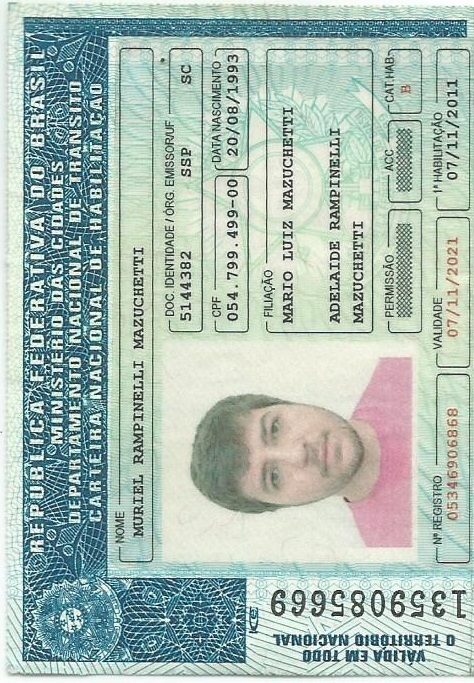 REPÚBLICA FEDERATIVA DO BRASIL
MINISTÉRIO DAS CIDADES
DEPARTAMENTO NACIONAL DE TRÂNSITO
CARTEIRA NACIONAL DE HABILITAÇÃO
NOME
MURIEL RAMPINELLI MAZUCHETTI
DOC. IDENTIDADE / ÓRG. EMISSOR/UF
5144382 SSP SC
CPF DATA NASCIMENTO
054.799.499-00 20/08/1993
FILIAÇÃO
MARIO LUIZ MAZUCHETTI
ADELAIDE RAMPINELLI
MAZUCHETTI
PERMISSÃO ACC CAT. HAB.
B
Nº REGISTRO VALIDADE 1ª HABILITAÇÃO
05346906868 07/11/2021 07/11/2011
VÁLIDA EM TODO
O TERRITÓRIO NACIONAL
1359085669